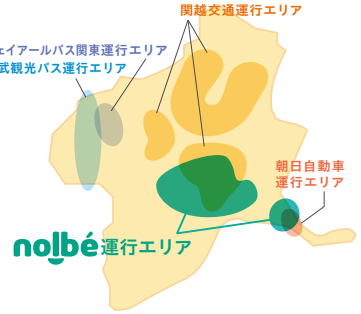 関越交通運行エリア
ェイアールバス関東運行エリア
武観光バス運行エリア
朝日自動車
運行エリア
nolbé運行エリア